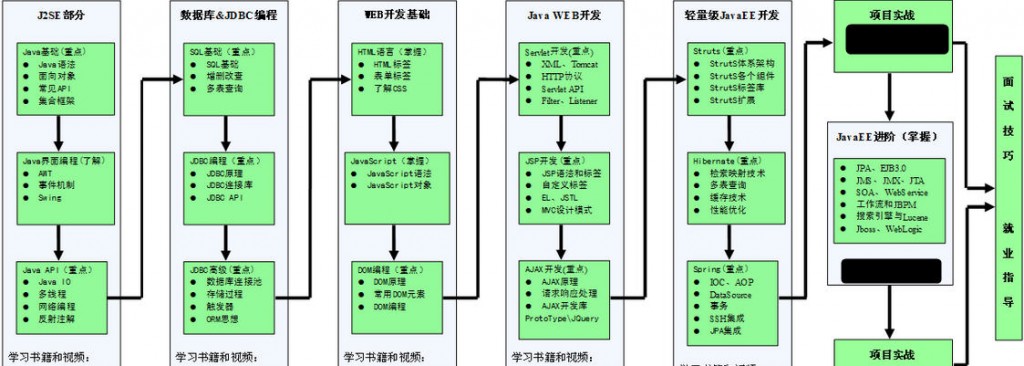 J2SE 部分
Java基础(重点)
Java语法
面向对象
常见API
集合框架
Java界面编程(了解)
AWT
事件机制
Swing
Java API（重点）
Java IO
多线程
网络编程
反射注解
学习书籍和视频：
数据库&JDBC编程
SQL基础（重点）
SQL基础
增删改查
多表查询
JDBC编程（重点）
JDBC原理
JDBC连接库
JDBC API
JDBC高级(重点)
数据库连接池
存储过程
触发器
ORM思想
学习书籍和视频：
WEB开发基础
HTML语言（掌握）
HTML标签
表单标签
了解CSS
JavaScript（掌握）
JavaScript语法
JavaScript对象
DOM编程（重点）
DOM原理
常用DOM元素
DOM编程
学习书籍和视频：
Java WEB开发
Servlet开发(重点)
XML、Tomcat
HTTP协议
Servlet API
Filter、Listener
JSP开发(重点)
JSP语法和标签
自定义标签
EL、JSTL
MVC设计模式
AJAX开发(重点)
AJAX原理
请求响应处理
AJAX开发库
ProtoType\JQuery
学习书籍和视频：
轻量级JavaEE开发
Struts(重点)
StrutS体系架构
StrutS各个组件
StrutS标签库
StrutS扩展
Hibernate(重点)
检索映射技术
多表查询
缓存技术
性能优化
Spring(重点)
IOC、AOP
DataSource
事务
SSH集成
JPA集成
学习书籍和视频：
项目实战
JavaEE进阶（掌握）
JPA、EJB3.0
JMS、JMX、JTA
SOA、WebService
工作流和JBPM
搜索引擎与Lucene
Jboss、WebLogic
项目实战
面试技巧
就业指导